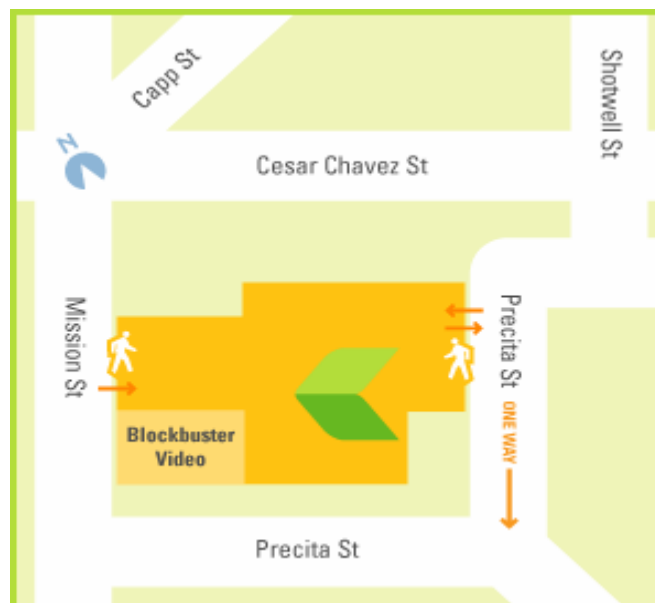 Capp St
Shotwell St
N
Cesar Chavez St
Mission St
Precita St
ONE WAY
Blockbuster
Video
Precita St